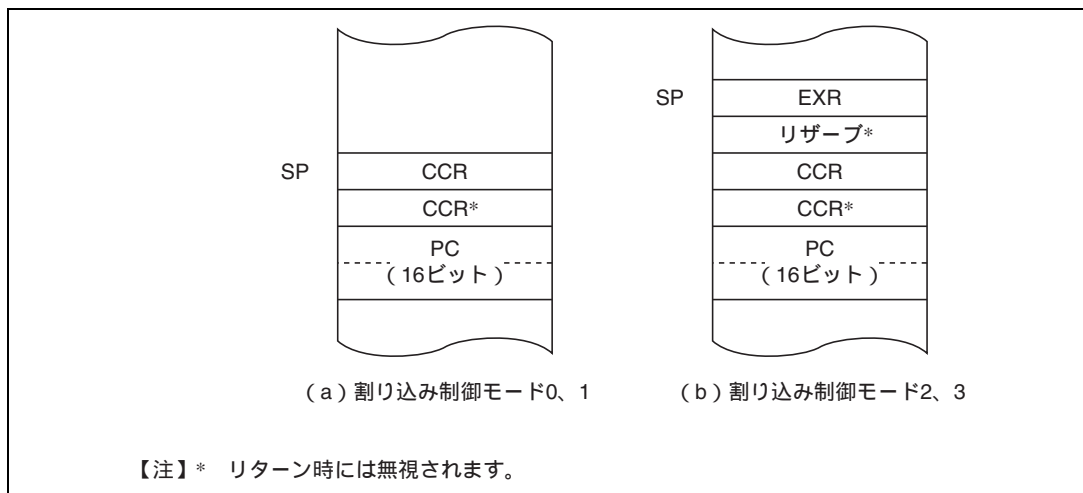 SP
CCR
CCR*
PC
（16ビット）
（a）割り込み制御モード0、1
SP
EXR
リザーブ*
CCR
CCR*
PC
（16ビット）
（b）割り込み制御モード2、3
【注】* リターン時には無視されます。